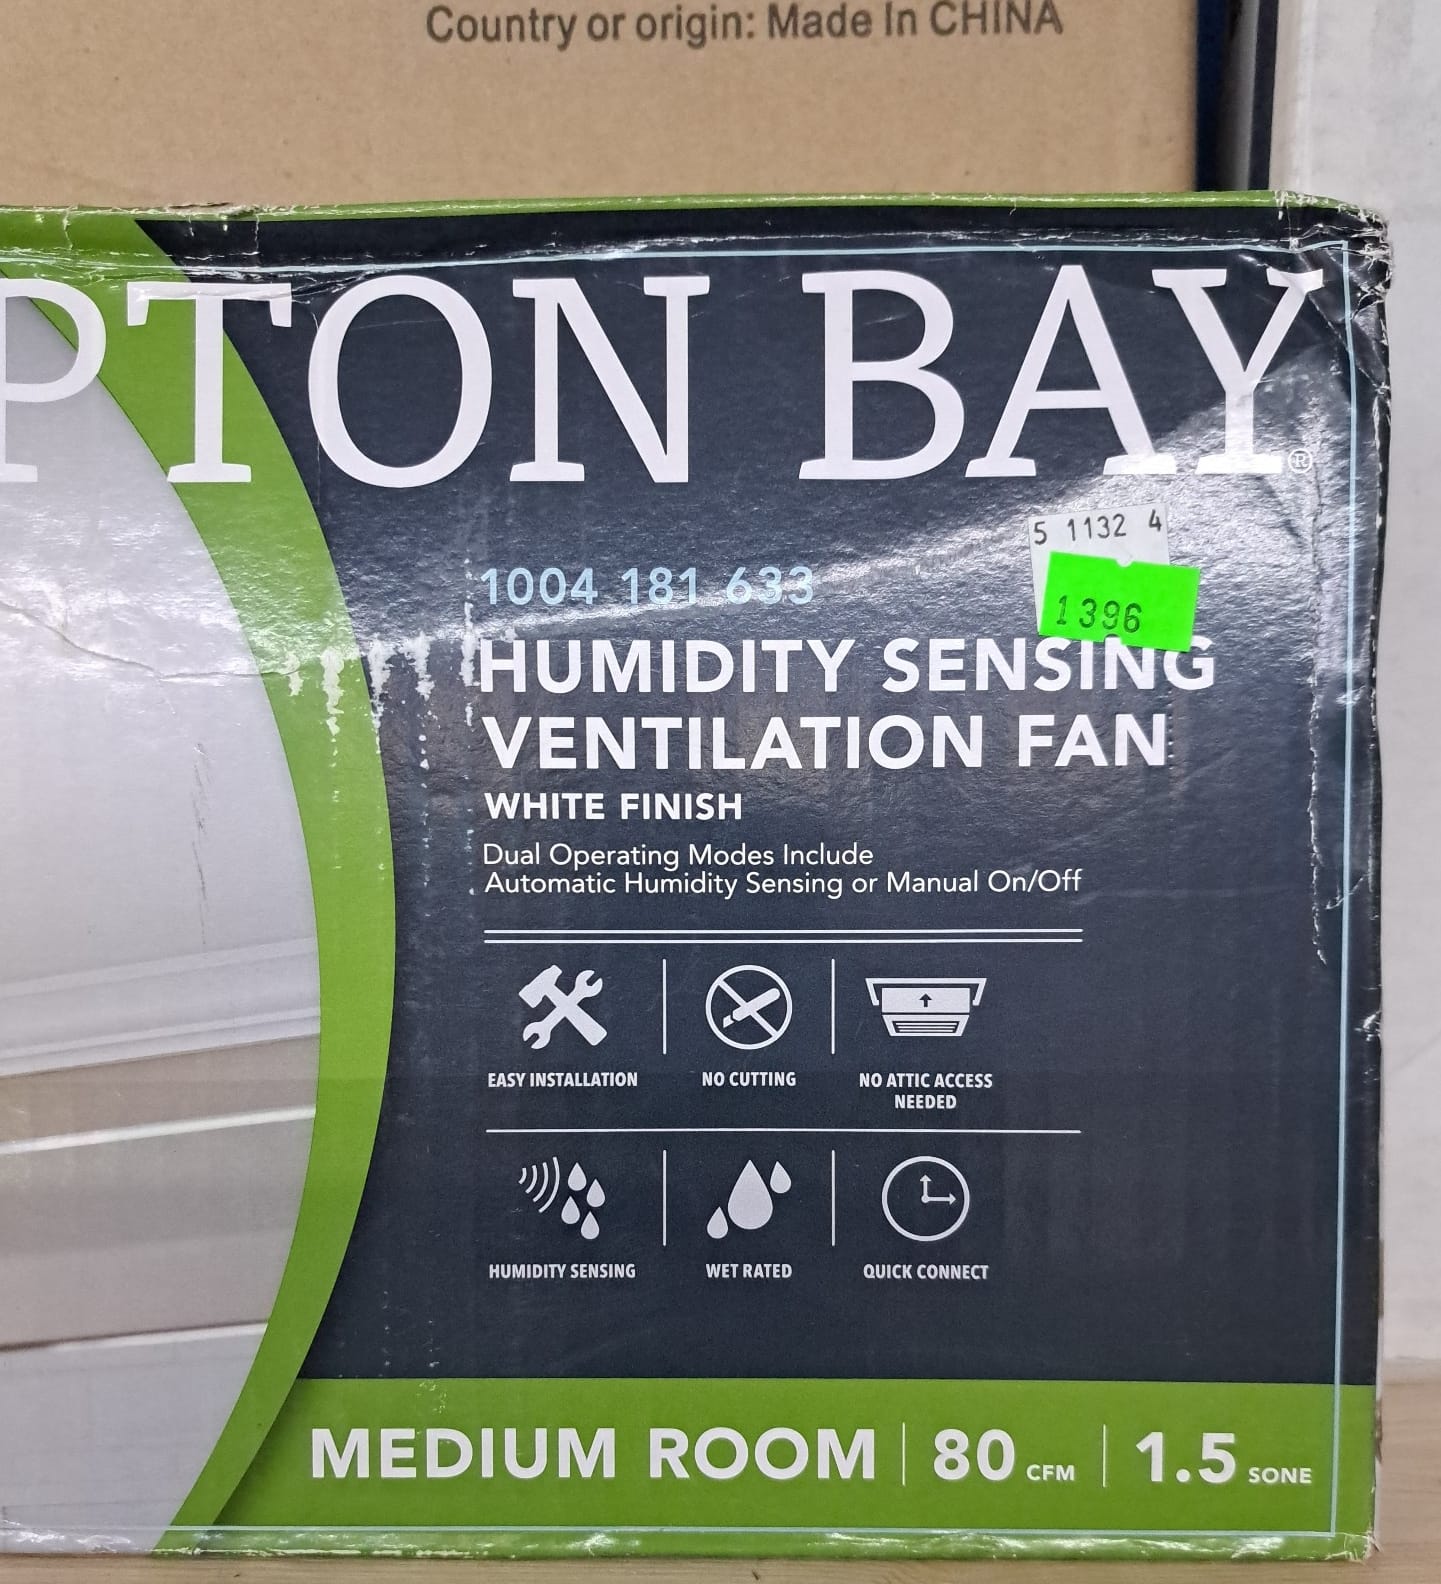 Country or origin: Made In CHINA
PTON BAY®
5 1132 4
1396
1004 181 633
HUMIDITY SENSING
VENTILATION FAN
WHITE FINISH
Dual Operating Modes Include
Automatic Humidity Sensing or Manual On/Off
EASY INSTALLATION
NO CUTTING
NO ATTIC ACCESS
NEEDED
HUMIDITY SENSING
WET RATED
QUICK CONNECT
MEDIUM ROOM | 80 CFM | 1.5 SONE